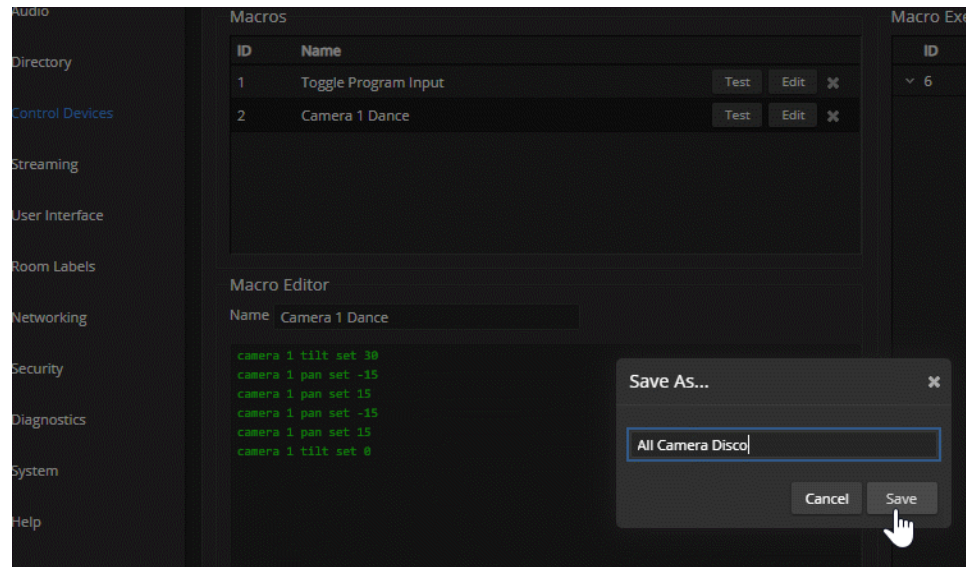 Audio
Directory
Control Devices
Streaming
User Interface
Room Labels
Networking
Security
Diagnostics
System
Help
Macros
ID Name
1 Toggle Program Input Test Edit
2 Camera 1 Dance Test Edit
Macro Editor
Name Camera 1 Dance
camera 1 tilt set 30
camera 1 pan set -15
camera 1 pan set 15
camera 1 pan set -15
camera 1 pan set 15
camera 1 tilt set 0
Macro Exe
ID
6
Save As...
All Camera Disco
Cancel Save